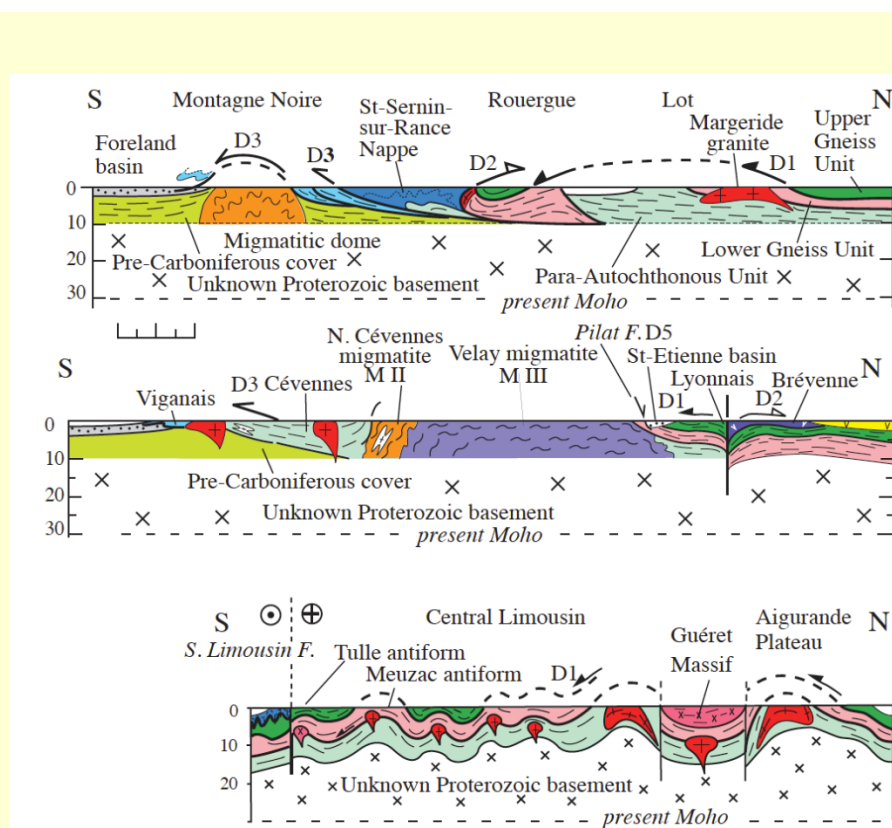 S
Montagne Noire
St-Sernin-
sur-Rance
Nappe
Rouergue
Lot
N
Foreland
basin
D3
D3
D2
Margeride
granite
D1
Upper
Gneiss
Unit
0
10
20
30
Migmatitic dome
Pre-Carboniferous cover
Unknown Proterozoic basement
Lower Gneiss Unit
Para-Autochthonous Unit
present Moho
S
Viganais
D3 Cévennes
N. Cévennes
migmatite
M II
Velay migmatite
M III
Pilat F. D5
St-Etienne basin
D1
Lyonnais
D2
Brévenne
N
0
10
20
30
Pre-Carboniferous cover
Unknown Proterozoic basement
present Moho
S
S. Limousin F.
Tulle antiform
Meuzac antiform
Central Limousin
D1
Guéret
Massif
Aigurande
Plateau
N
0
10
20
Unknown Proterozoic basement
present Moho